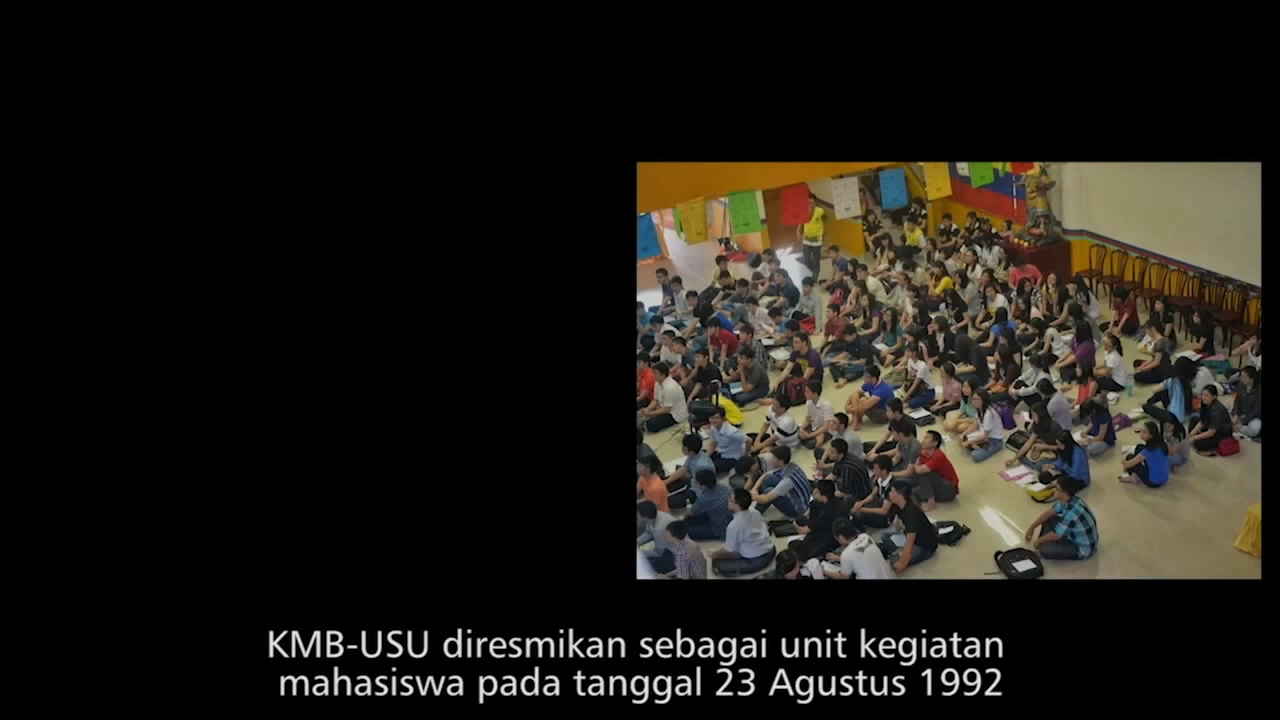 KMB-USU diresmikan sebagai unit kegiatan
mahasiswa pada tanggal 23 Agustus 1992